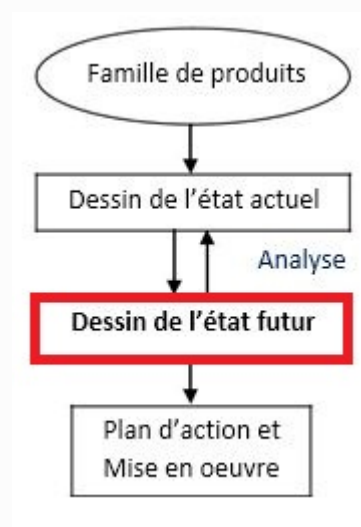 Famille de produits
Dessin de l'état actuel
Analyse
Dessin de l'état futur
Plan d'action et
Mise en oeuvre